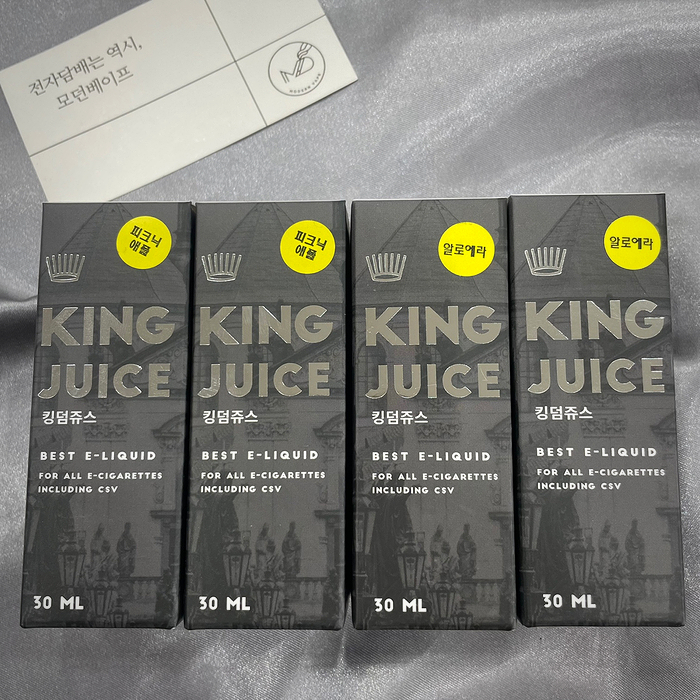 전자담배는 역시,
모던베이프
MODERN VAPE
피크닉
애플
KING
JUICE
킹덤쥬스
BEST E-LIQUID
FOR ALL E-CIGARETTES
INCLUDING CSV
30 ML
피크닉
애플
KING
JUICE
킹덤쥬스
BEST E-LIQUID
FOR ALL E-CIGARETTES
INCLUDING CSV
30 ML
알로에라
KING
JUICE
킹덤쥬스
BEST E-LIQUID
FOR ALL E-CIGARETTES
INCLUDING CSV
30 ML
알로에라
KING
JUICE
킹덤쥬스
BEST E-LIQUID
FOR ALL E-CIGARETTES
INCLUDING CSV
30 ML